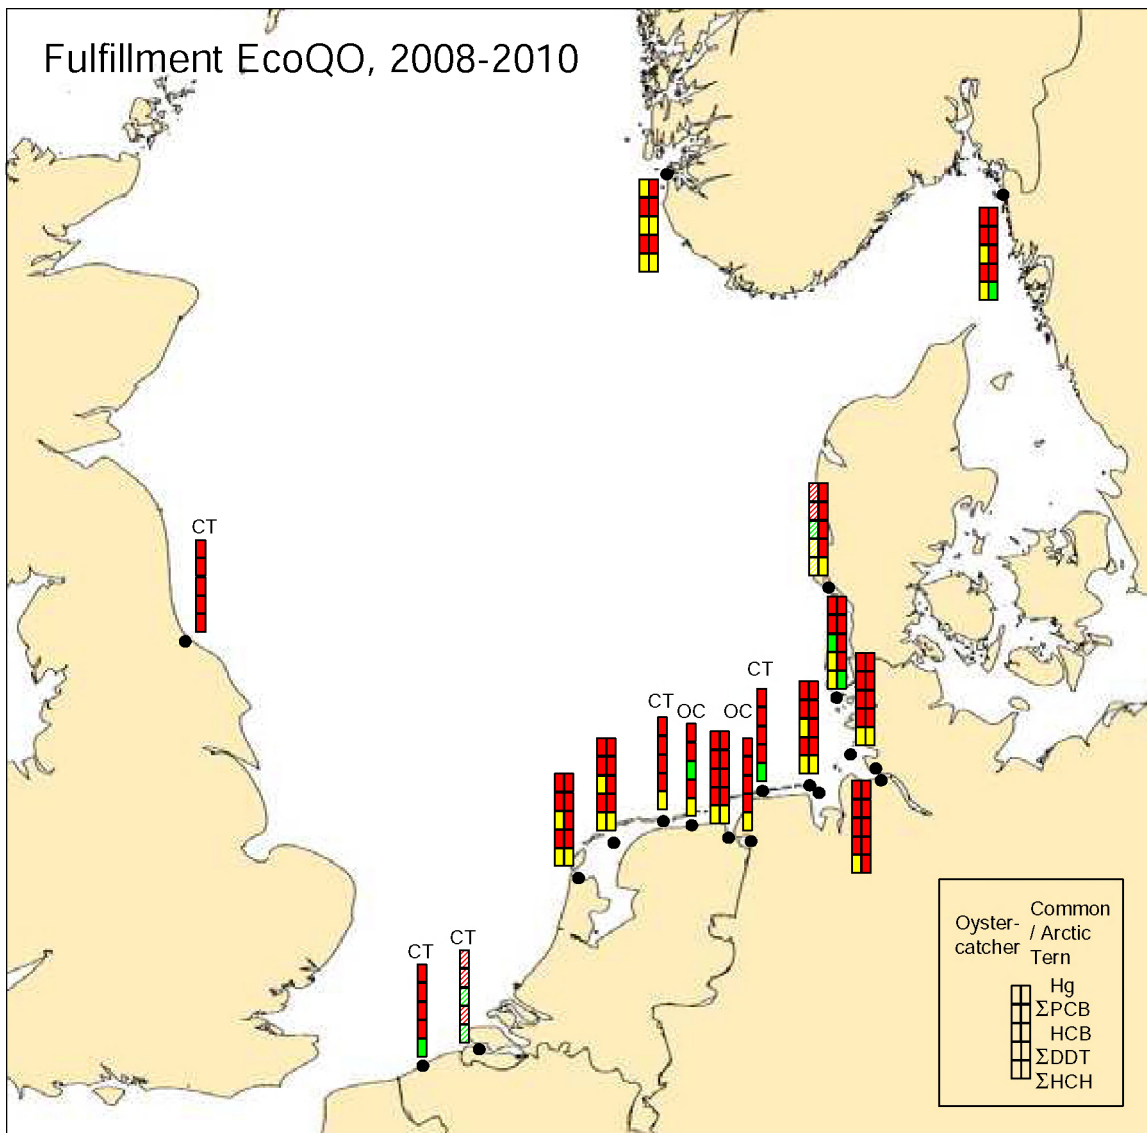 Fulfillment EcoQO, 2008-2010
CT
CT
CT
OC
OC
CT
CT
CT
Oyster-
catcher
Common
/ Arctic
Tern
Hg
ΣPCB
HCB
ΣDDT
ΣHCH